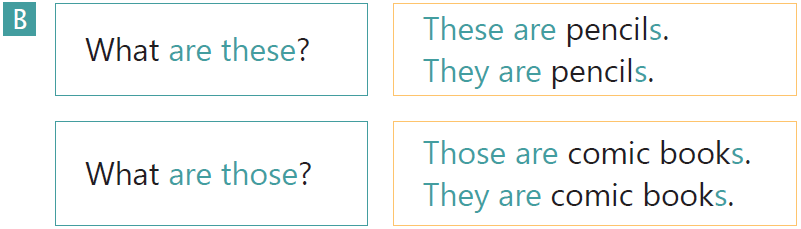 B
What are these?
These are pencils.
They are pencils.
What are those?
Those are comic books.
They are comic books.